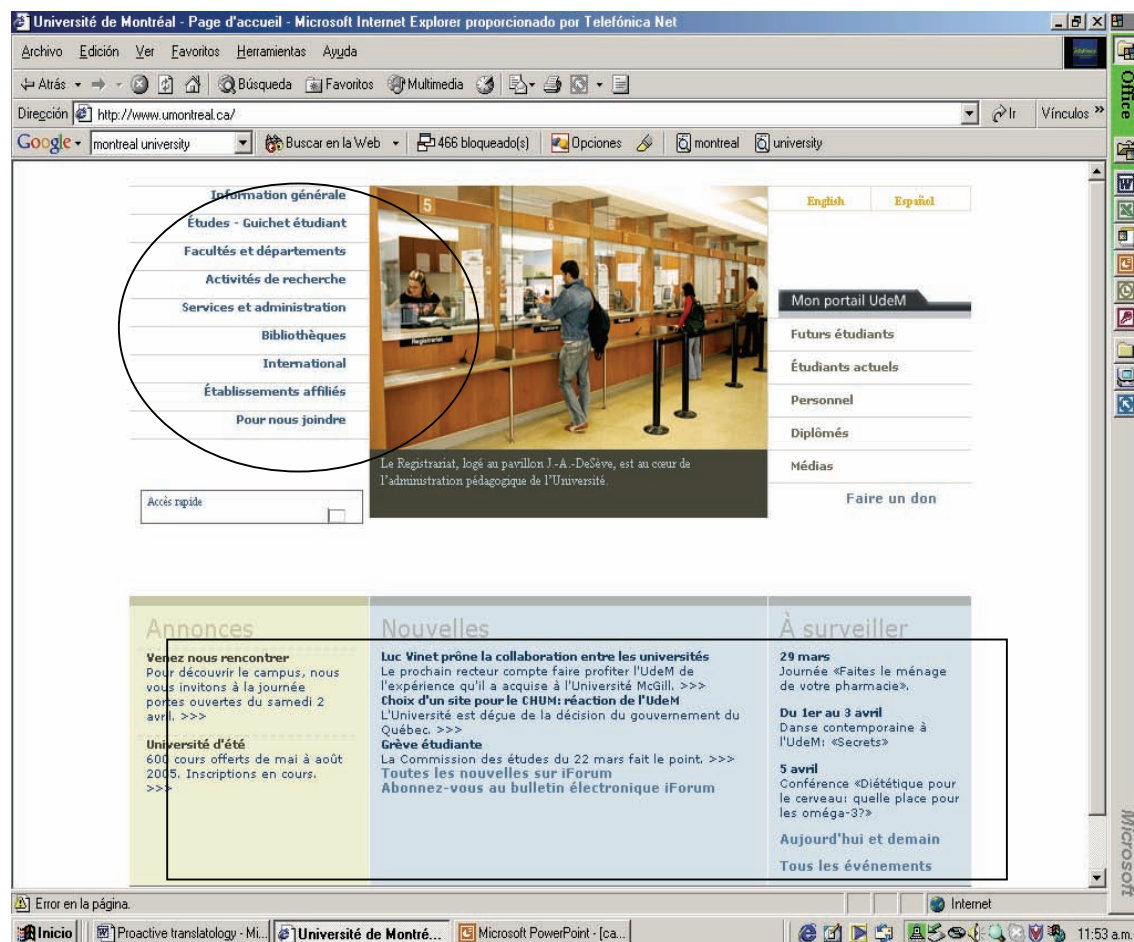 Université de Montréal - Page d'accueil - Microsoft Internet Explorer proporcionado por Telefónica Net
Archivo Edición Ver Favoritos Herramientas Ayuda
Atrás Búsqueda Favoritos Multimedia
Dirección http://www.umontreal.ca/ Ir Vínculos »
Google montreal university Buscar en la Web 466 bloqueado(s) Opciones montreal university
Office
Information générale
Études - Guichet étudiant
Facultés et départements
Activités de recherche
Services et administration
Bibliothèques
International
Établissements affiliés
Pour nous joindre
Accès rapide
5
6
Registrariat
Le Registrariat, logé au pavillon J.-A.-DeSève, est au cœur de
l'administration pédagogique de l'Université.
English Español
Mon portail UdeM
Futurs étudiants
Étudiants actuels
Personnel
Diplômés
Médias
Faire un don
Annonces
Venez nous rencontrer
Pour découvrir le campus, nous
vous invitons à la journée
portes ouvertes du samedi 2
avril. >>>
Université d'été
600 cours offerts de mai à août
2005. Inscriptions en cours.
>>>
Nouvelles
Luc Vinet prône la collaboration entre les universités
Le prochain recteur compte faire profiter l'UdeM de
l'expérience qu'il a acquise à l'Université McGill. >>>
Choix d'un site pour le CHUM: réaction de l'UdeM
L'Université est déçue de la décision du gouvernement du
Québec. >>>
Grève étudiante
La Commission des études du 22 mars fait le point. >>>
Toutes les nouvelles sur iForum
Abonnez-vous au bulletin électronique iForum
À surveiller
29 mars
Journée «Faites le ménage
de votre pharmacie».
Du 1er au 3 avril
Danse contemporaine à
l'UdeM: «Secrets»
5 avril
Conférence «Diététique pour
le cerveau: quelle place pour
les oméga-3?»
Aujourd'hui et demain
Tous les événements
Microsoft
Error en la página. Internet
Inicio Proactive translatology - Mi... Université de Montré... Microsoft PowerPoint - [ca... 11:53 a.m.